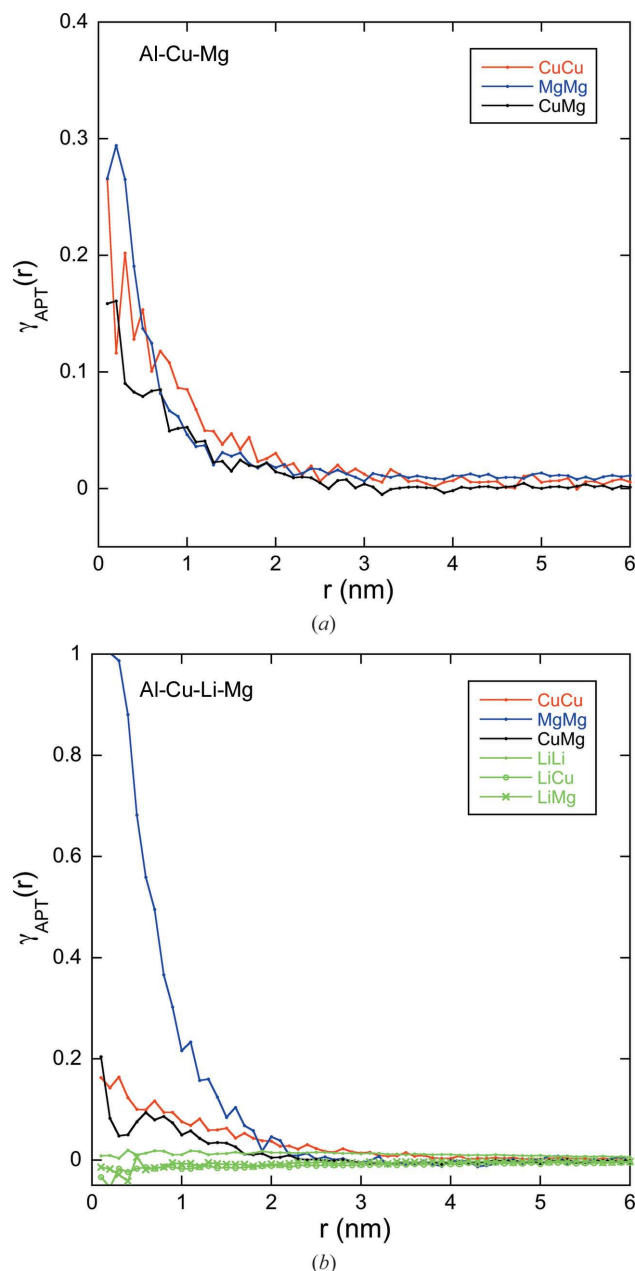 0.4
Al-Cu-Mg
CuCu
MgMg
CuMg
0.3
0.2
0.1
0
γAPT(r)
0 1 2 3 4 5 6
r (nm)
(a)
1
Al-Cu-Li-Mg
CuCu
MgMg
CuMg
LiLi
LiCu
LiMg
0.8
0.6
0.4
0.2
0
γAPT(r)
0 1 2 3 4 5 6
r (nm)
(b)